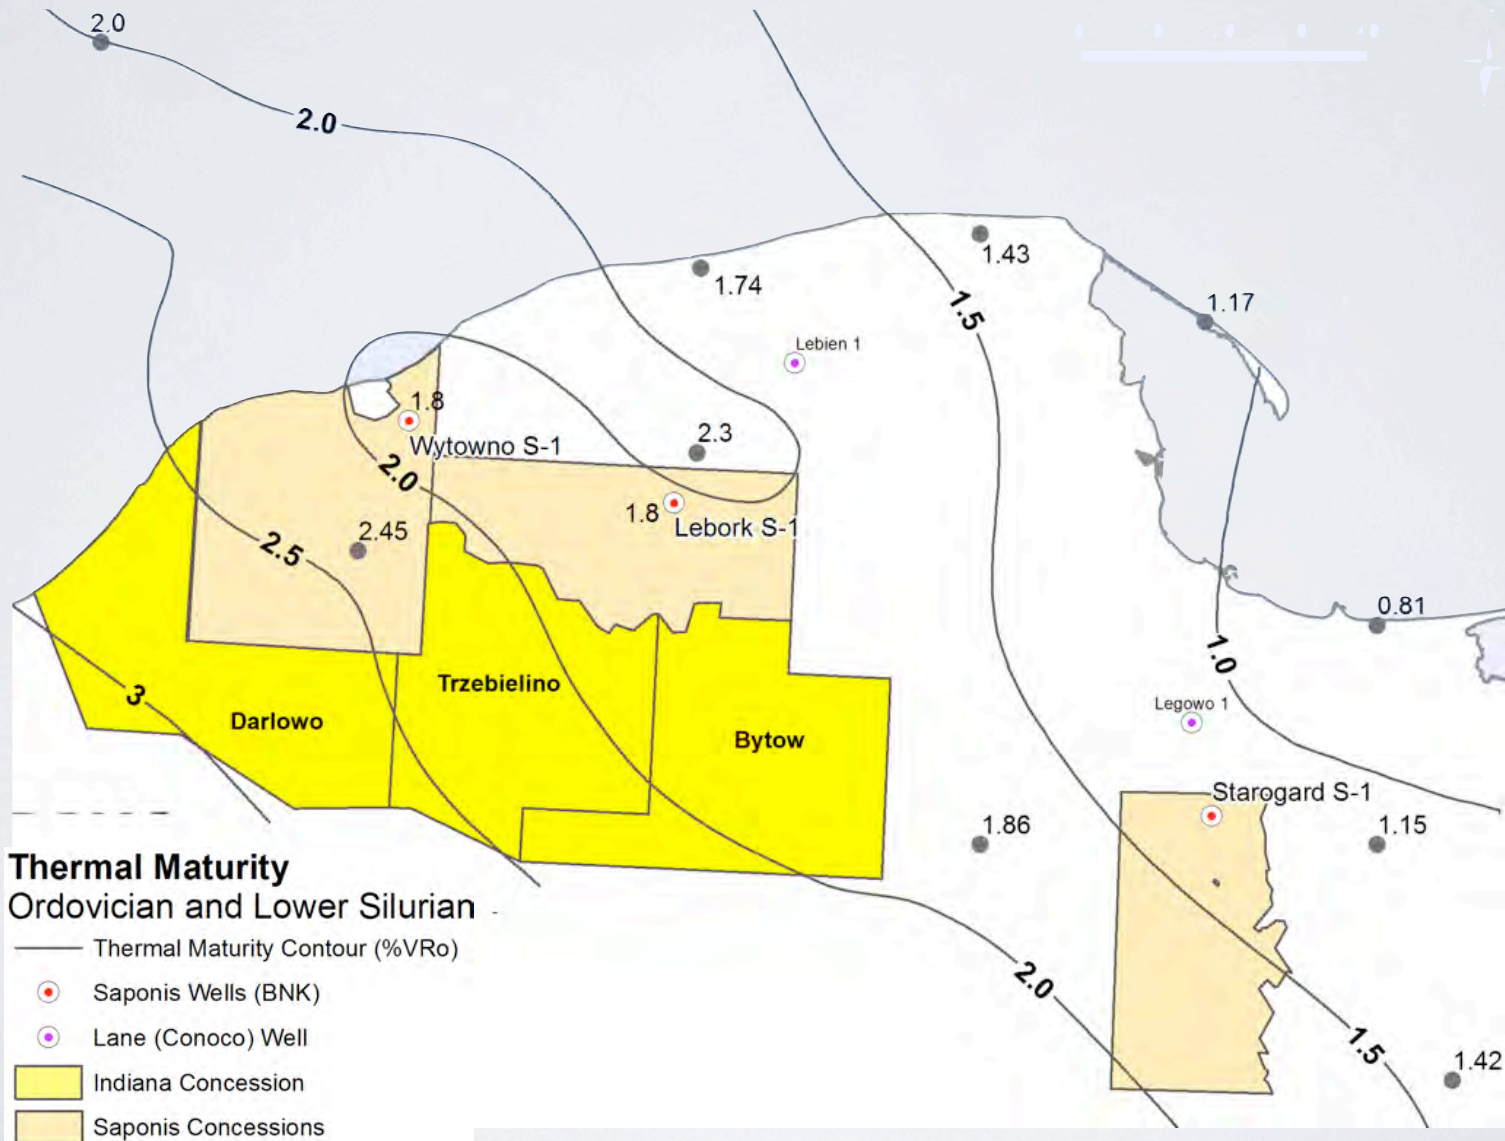 2.0
2.0
1.43
1.74
1.17
1.5
Lebien 1
1.8
2.3
Wytowno S-1
2.0
1.8
Lebork S-1
2.45
2.5
0.81
1.0
Trzebielino
3
Darlowo
Legowo 1
Bytow
Starogard S-1
1.86
1.15
Thermal Maturity
Ordovician and Lower Silurian
Thermal Maturity Contour (%VRo)
2.0
Saponis Wells (BNK)
Lane (Conoco) Well
1.5
1.42
Indiana Concession
Saponis Concessions